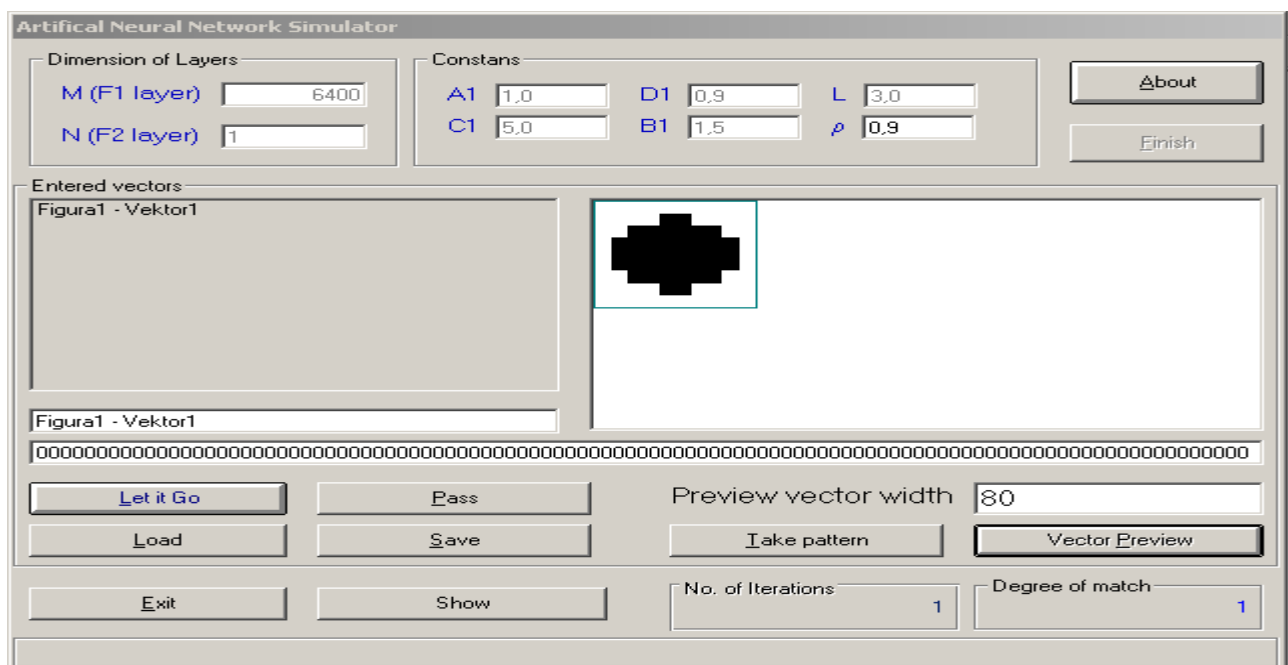 Artifical Neural Network Simulator
Dimension of Layers
M (F1 layer) 6400
N (F2 layer) 1
Constans
A1 1,0 D1 0,9 L 3,0
C1 5,0 B1 1,5 ρ 0,9
About
Finish
Entered vectors
Figura1 - Vektor1
Figura1 - Vektor1
0000000000000000000000000000000000000000000000000000000000000000000000000000000000000000000000000000
Let it Go Pass Preview vector width 80
Load Save Take pattern Vector Preview
Exit Show No. of Iterations 1 Degree of match 1